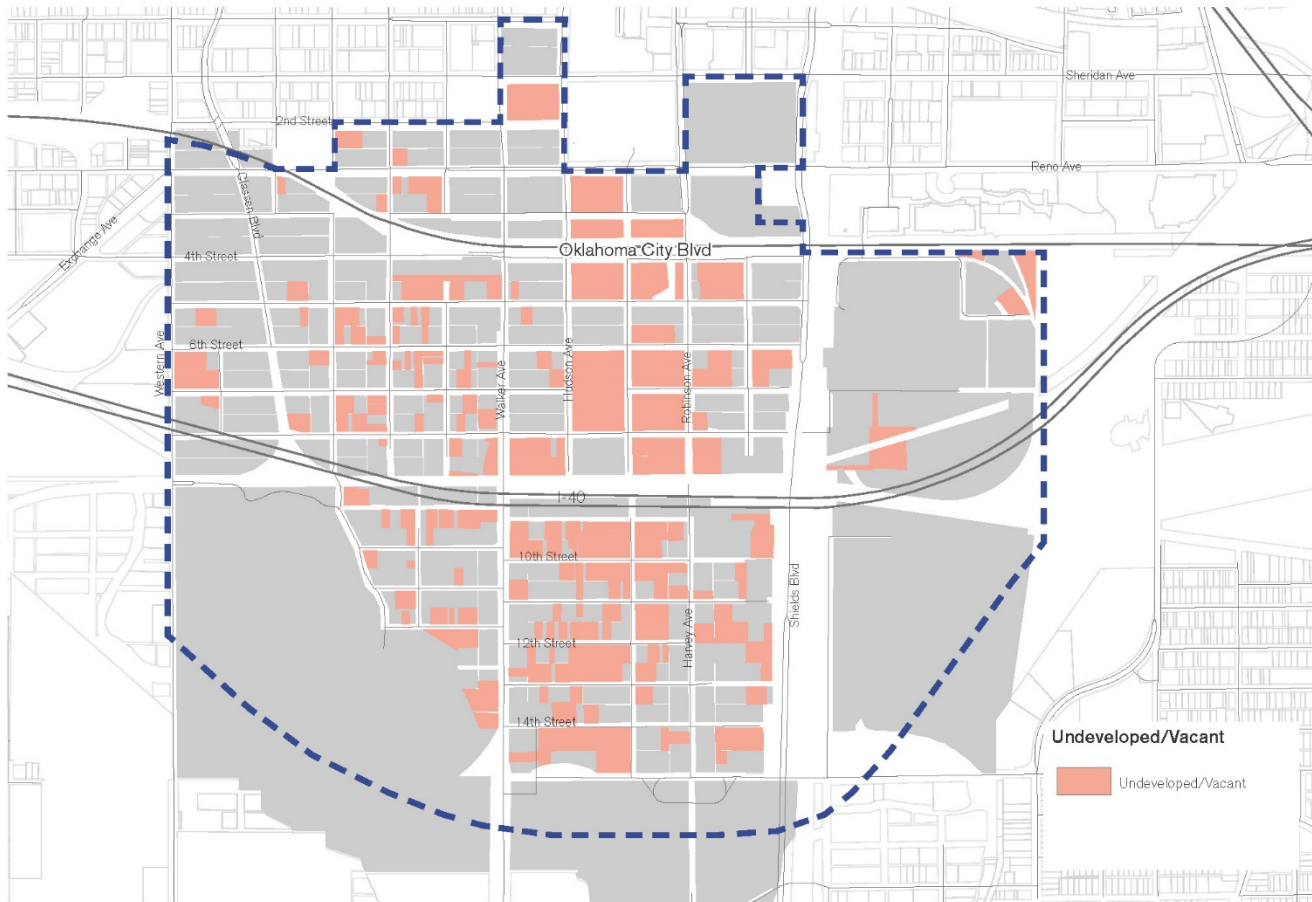 Sheridan Ave
2nd Street
Reno Ave
Classen Blvd
Exchange Ave
Oklahoma City Blvd
4th Street
Western Ave
6th Street
Walker Ave
Hudson Ave
Robinson Ave
I-40
10th Street
Shields Blvd
Harvey Ave
12th Street
14th Street
Undeveloped/Vacant
Undeveloped/Vacant